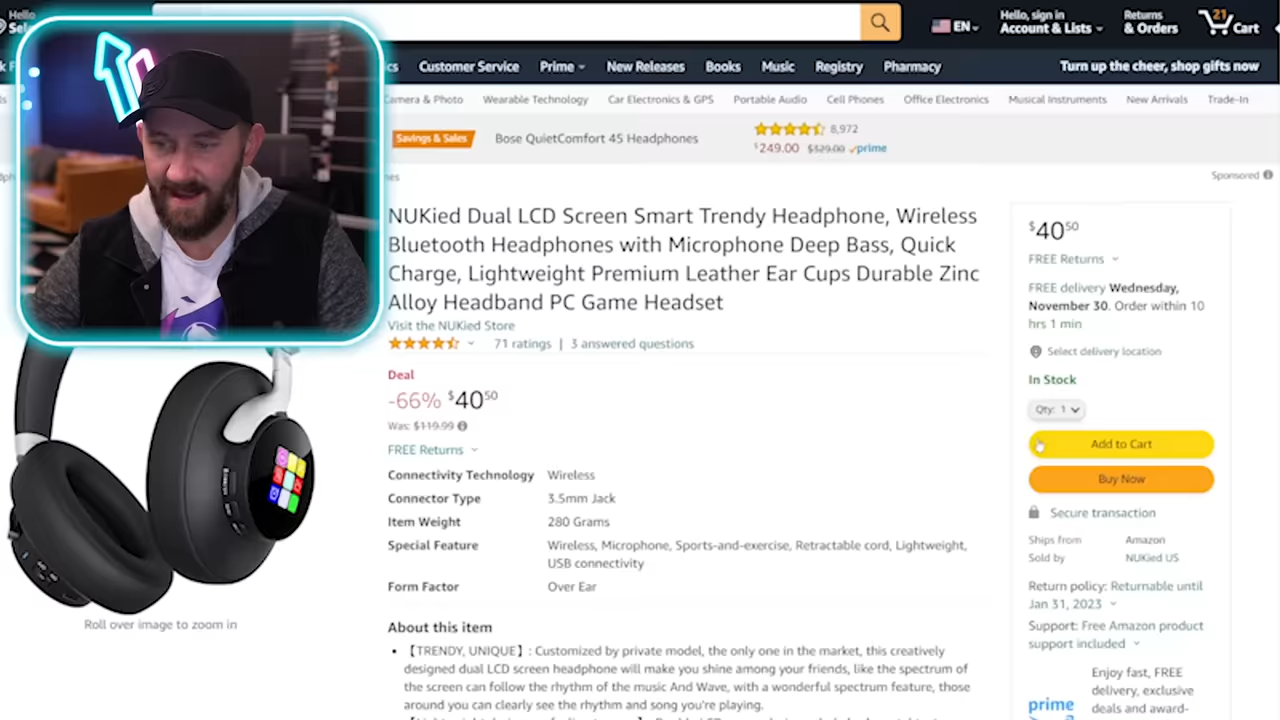 Hello
EN
Hello, sign in
Account & Lists
Returns
& Orders
21
Cart
Customer Service
Prime
New Releases
Books
Music
Registry
Pharmacy
Turn up the cheer, shop gifts now
Camera & Photo
Wearable Technology
Car Electronics & GPS
Portable Audio
Cell Phones
Office Electronics
Musical Instruments
New Arrivals
Trade-In
Savings & Sales
Bose QuietComfort 45 Headphones
8,972
$249.00 $329.00 prime
Sponsored
NUKied Dual LCD Screen Smart Trendy Headphone, Wireless
Bluetooth Headphones with Microphone Deep Bass, Quick
Charge, Lightweight Premium Leather Ear Cups Durable Zinc
Alloy Headband PC Game Headset
Visit the NUKied Store
71 ratings | 3 answered questions
Deal
-66% $40 50
Was: $119.99
FREE Returns
Connectivity Technology Wireless
Connector Type 3.5mm Jack
Item Weight 280 Grams
Special Feature Wireless, Microphone, Sports-and-exercise, Retractable cord, Lightweight,
USB connectivity
Form Factor Over Ear
About this item
• 【TRENDY, UNIQUE】: Customized by private model, the only one in the market, this creatively
designed dual LCD screen headphone will make you shine among your friends, like the spectrum of
the screen can follow the rhythm of the music And Wave, with a wonderful spectrum feature, those
around you can clearly see the rhythm and song you're playing.
Roll over image to zoom in
$40 50
FREE Returns
FREE delivery Wednesday,
November 30. Order within 10
hrs 1 min
Select delivery location
In Stock
Qty: 1
Add to Cart
Buy Now
Secure transaction
Ships from Amazon
Sold by NUKied US
Return policy: Returnable until
Jan 31, 2023
Support: Free Amazon product
support included
Enjoy fast, FREE
delivery, exclusive
deals and award-
prime